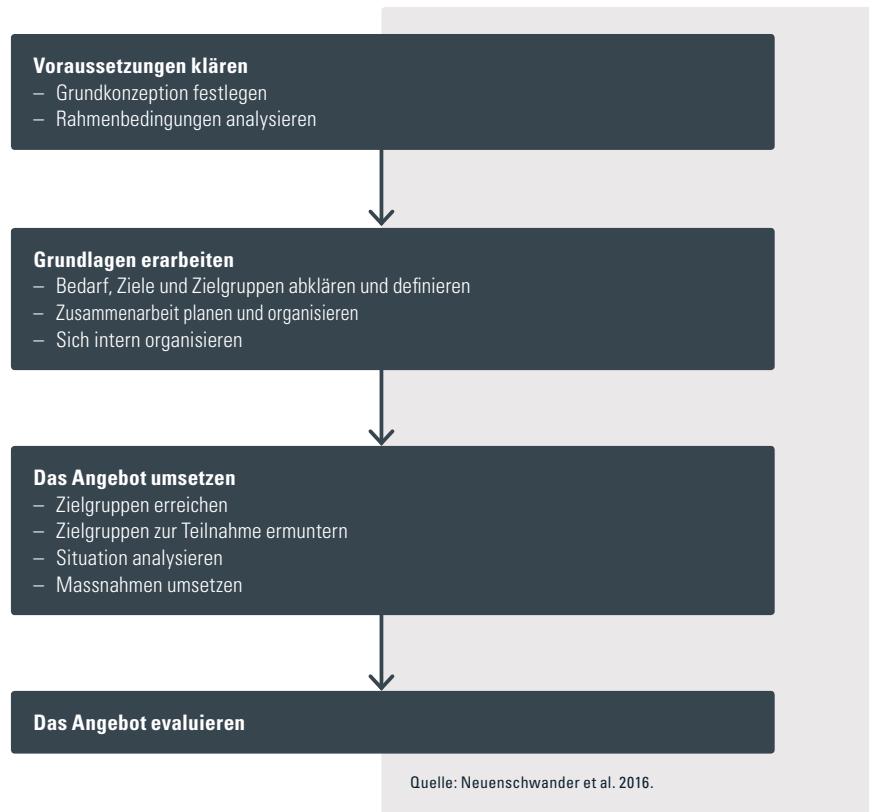 Voraussetzungen klären
– Grundkonzeption festlegen
– Rahmenbedingungen analysieren
Grundlagen erarbeiten
– Bedarf, Ziele und Zielgruppen abklären und definieren
– Zusammenarbeit planen und organisieren
– Sich intern organisieren
Das Angebot umsetzen
– Zielgruppen erreichen
– Zielgruppen zur Teilnahme ermuntern
– Situation analysieren
– Massnahmen umsetzen
Das Angebot evaluieren
Quelle: Neuenschwander et al. 2016.